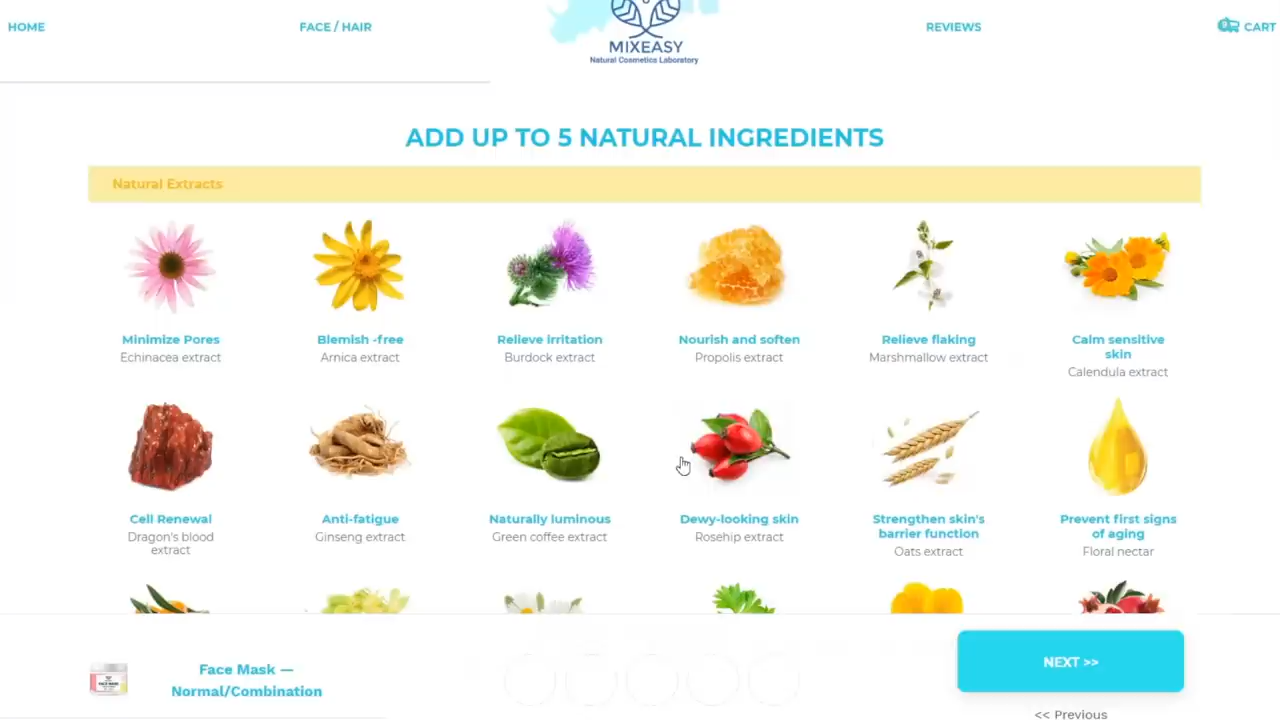 HOME
FACE / HAIR
REVIEWS
CART
MIXEASY
Natural Cosmetics Laboratory
ADD UP TO 5 NATURAL INGREDIENTS
Natural Extracts
Minimize Pores
Echinacea extract
Blemish -free
Arnica extract
Relieve irritation
Burdock extract
Nourish and soften
Propolis extract
Relieve flaking
Marshmallow extract
Calm sensitive
skin
Calendula extract
Cell Renewal
Dragon's blood
extract
Anti-fatigue
Ginseng extract
Naturally luminous
Green coffee extract
Dewy-looking skin
Rosehip extract
Strengthen skin's
barrier function
Oats extract
Prevent first signs
of aging
Floral nectar
Face Mask —
Normal/Combination
NEXT >>
<< Previous